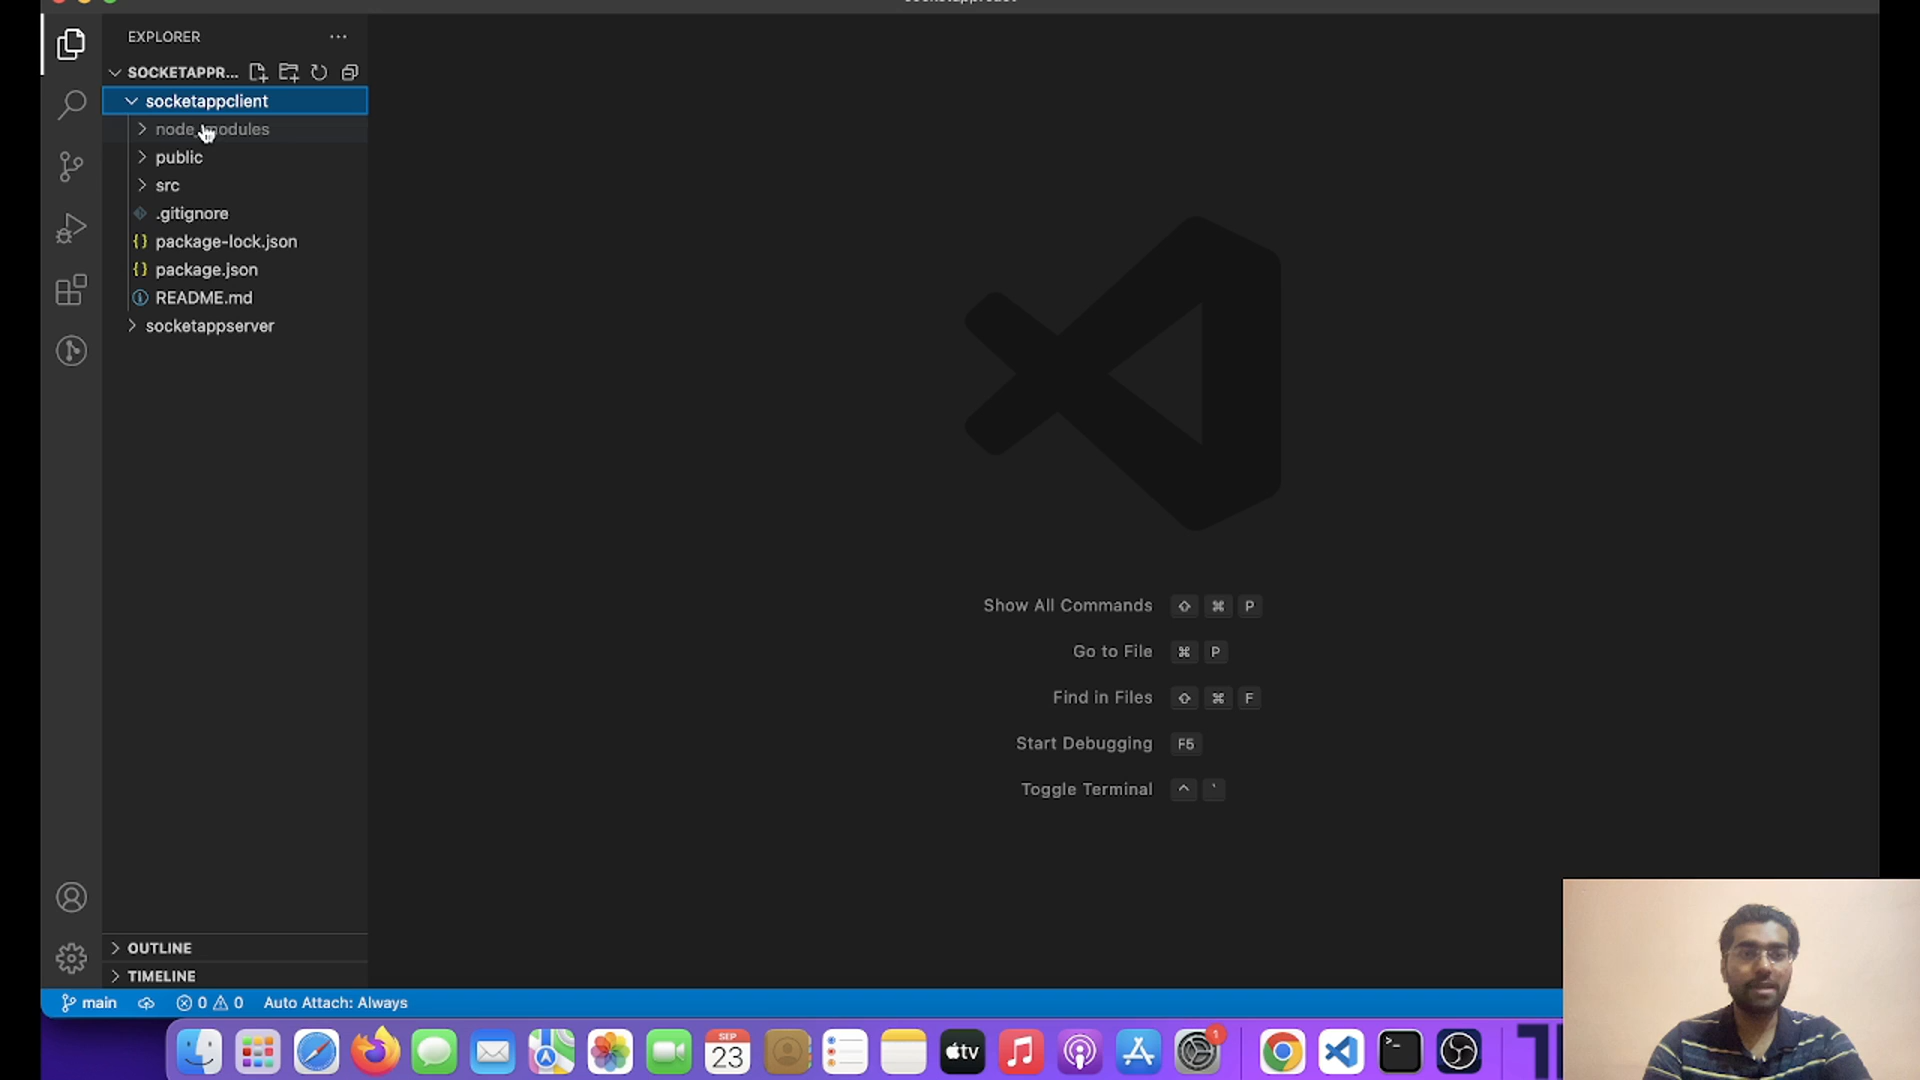 EXPLORER
SOCKETAPPR...
socketappclient
node_modules
public
src
.gitignore
package-lock.json
package.json
README.md
socketappserver
Show All Commands ⇧ ⌘ P
Go to File ⌘ P
Find in Files ⇧ ⌘ F
Start Debugging F5
Toggle Terminal ^ `
OUTLINE
TIMELINE
main 0 0 Auto Attach: Always
SEP
23
tv
1